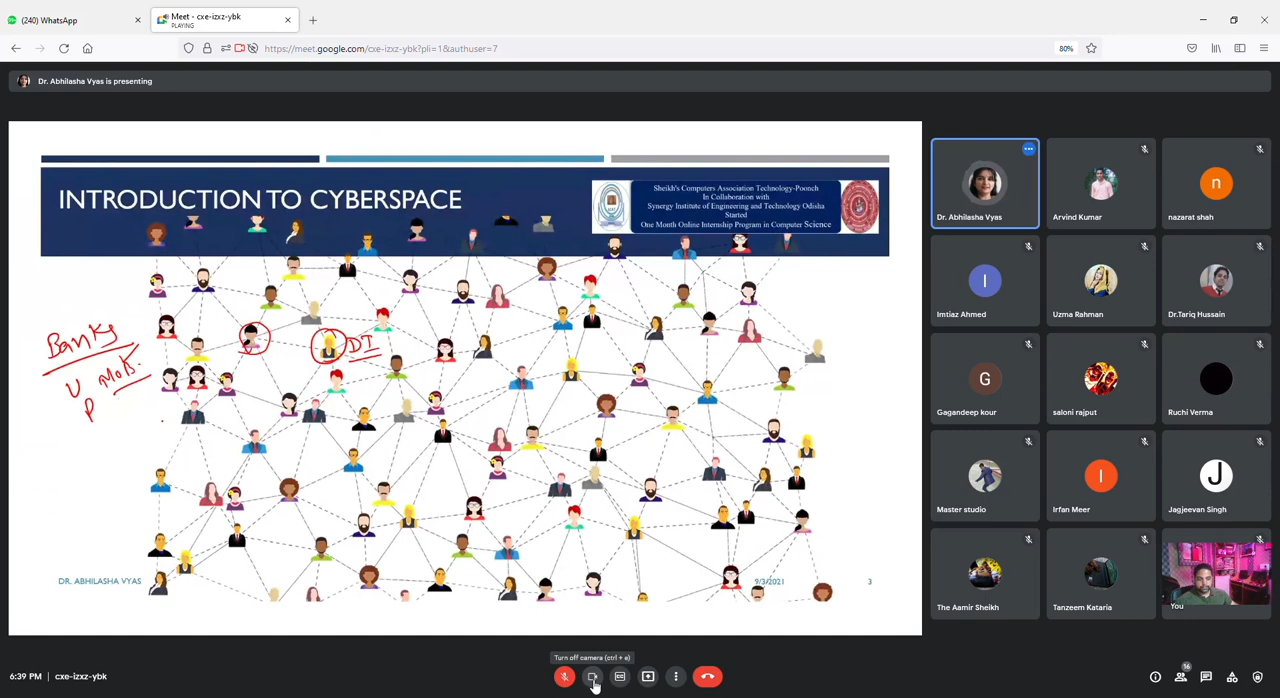 (240) WhatsApp
Meet - cxe-izxz-ybk
PLAYING
https://meet.google.com/cxe-izxz-ybk?pli=1&authuser=7
80%
Dr. Abhilasha Vyas is presenting
INTRODUCTION TO CYBERSPACE
Sheikh's Computers Association Technology-Poonch
In Collaboration with
Synergy Institute of Engineering and Technology Odisha
Started
One Month Online Internship Program in Computer Science
Banks
U Mob.
P
DI
DR. ABHILASHA VYAS
9/3/2021
3
Dr. Abhilasha Vyas
Arvind Kumar
n
nazarat shah
I
Imtiaz Ahmed
Uzma Rahman
Dr.Tariq Hussain
G
Gagandeep kour
saloni rajput
Ruchi Verma
Master studio
I
Irfan Meer
J
Jagjeevan Singh
The Aamir Sheikh
Tanzeem Kataria
You
Turn off camera (ctrl + e)
6:39 PM | cxe-izxz-ybk
CC
16